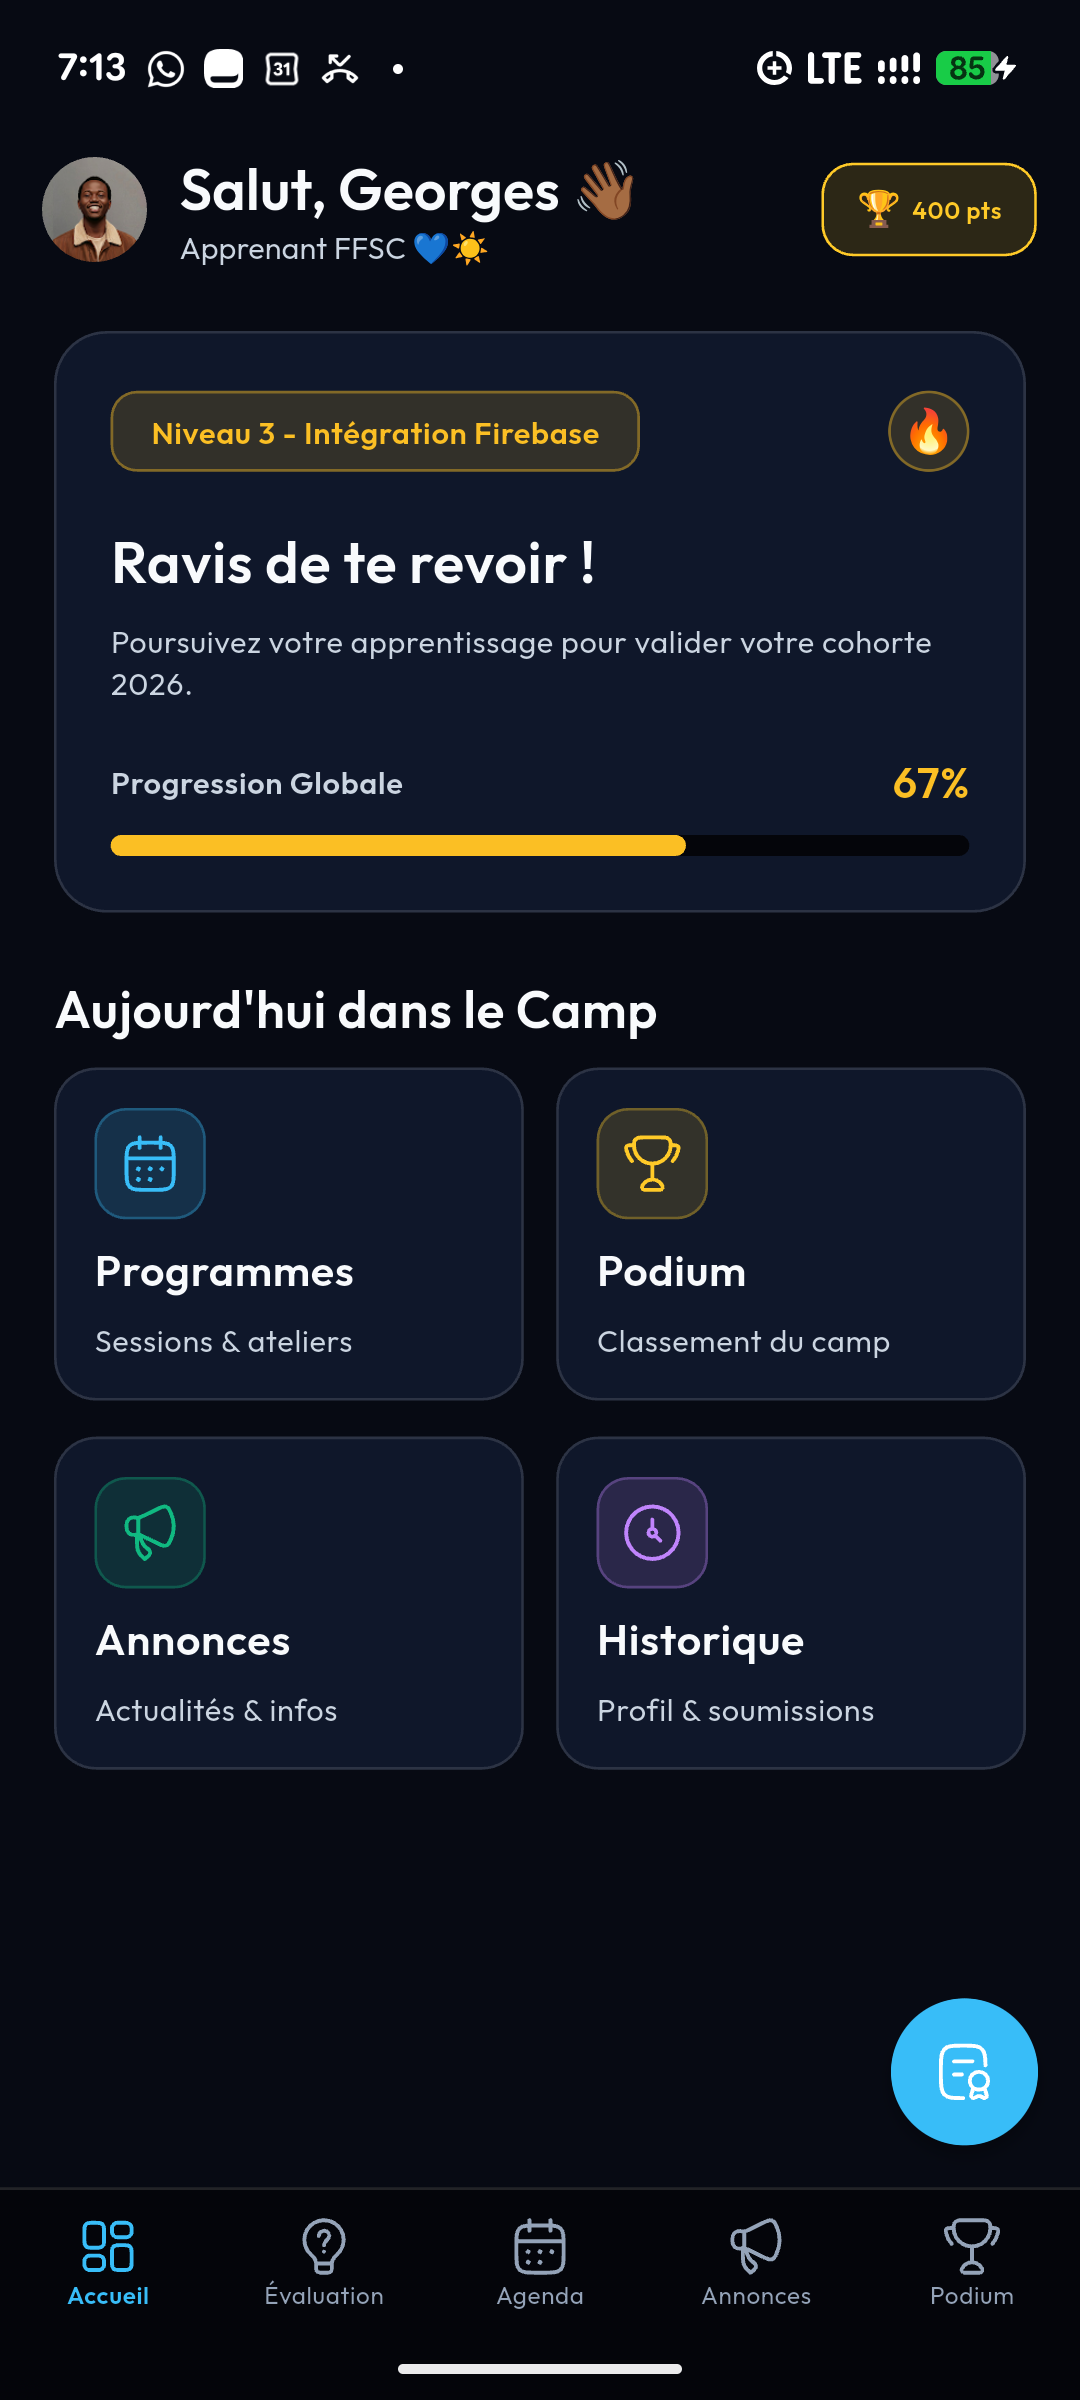 7:13
31
LTE
85
Salut, Georges 👋🏾
Apprenant FFSC 💙☀️
🏆 400 pts
Niveau 3 - Intégration Firebase
🔥
Ravis de te revoir !
Poursuivez votre apprentissage pour valider votre cohorte
2026.
Progression Globale
67%
Aujourd'hui dans le Camp
Programmes
Sessions & ateliers
Podium
Classement du camp
Annonces
Actualités & infos
Historique
Profil & soumissions
Accueil
Évaluation
Agenda
Annonces
Podium